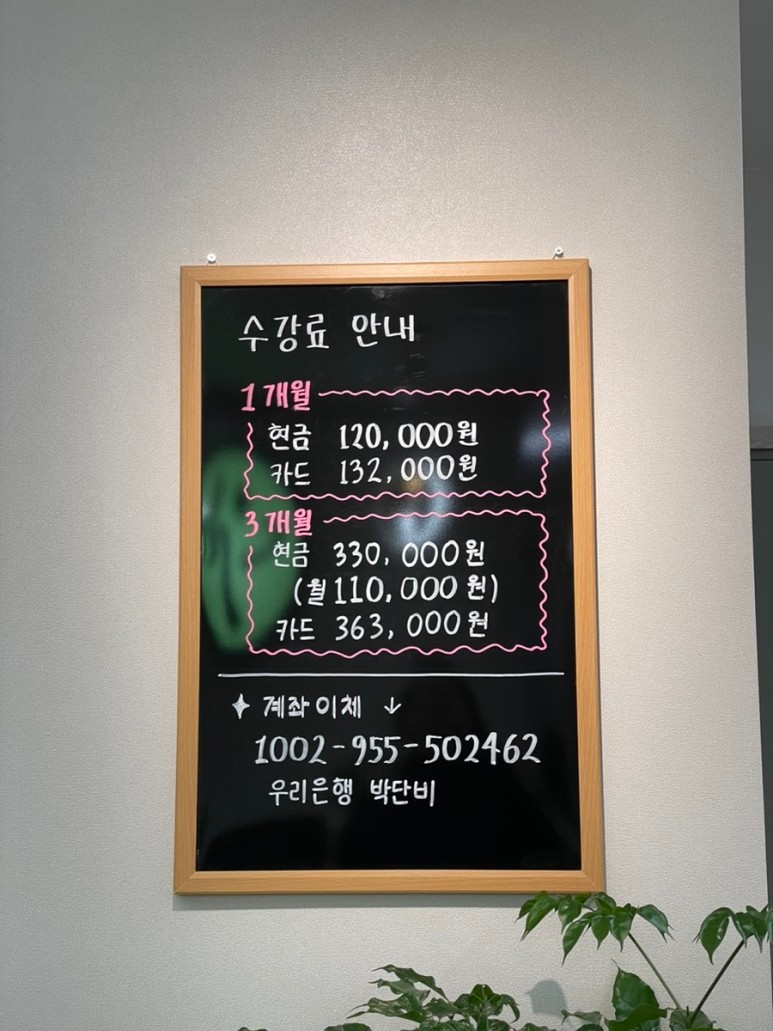 수강료 안내
1개월
현금 120,000원
카드 132,000원
3개월
현금 330,000원
(월 110,000원)
카드 363,000원
✦ 계좌이체 ↓
1002-955-502462
우리은행 박단비